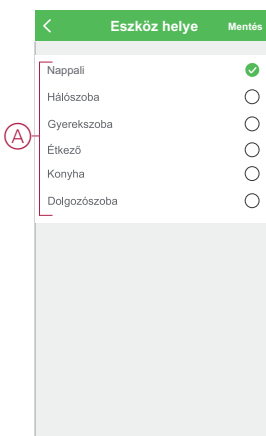 Eszköz helye Mentés
Nappali
Hálószoba
Gyerekszoba
A
Étkező
Konyha
Dolgozószoba